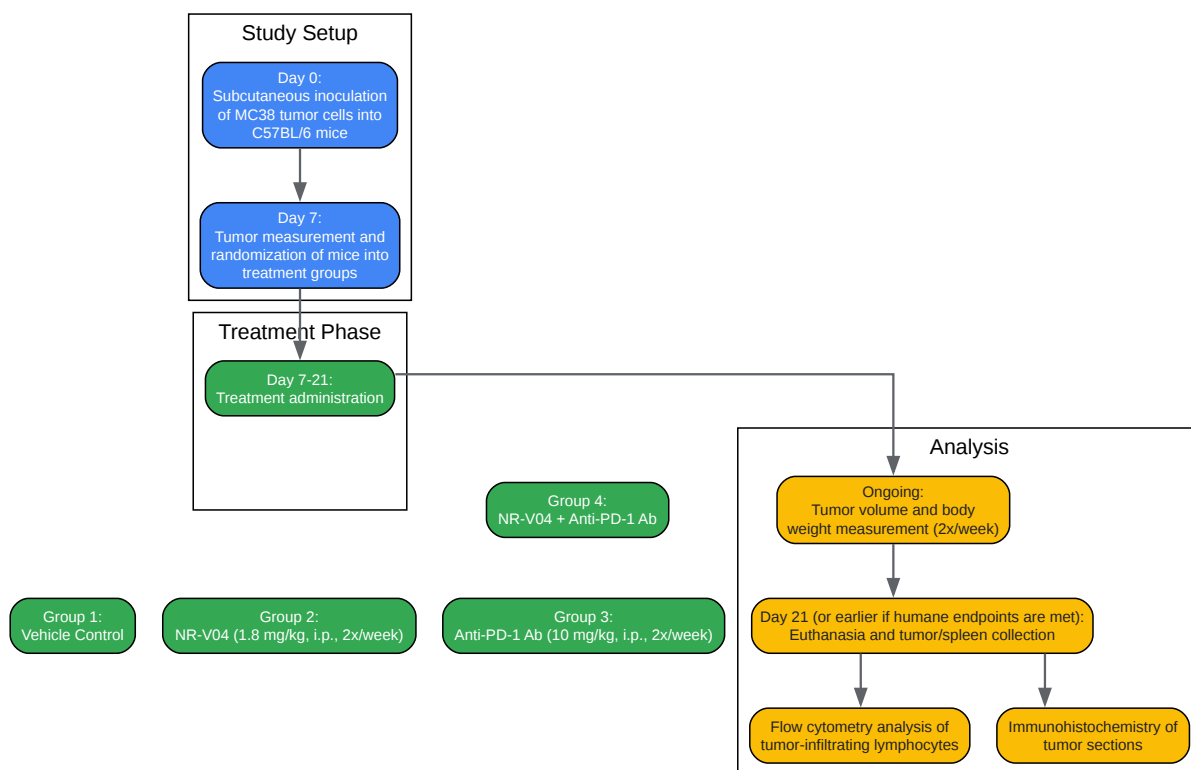 Study Setup
Day 0:
Subcutaneous inoculation
of MC38 tumor cells into
C57BL/6 mice
Day 7:
Tumor measurement and
randomization of mice into
treatment groups
Treatment Phase
Day 7-21:
Treatment administration
Group 4:
NR-V04 + Anti-PD-1 Ab
Group 1:
Vehicle Control
Group 2:
NR-V04 (1.8 mg/kg, i.p., 2x/week)
Group 3:
Anti-PD-1 Ab (10 mg/kg, i.p., 2x/week)
Analysis
Ongoing:
Tumor volume and body
weight measurement (2x/week)
Day 21 (or earlier if humane endpoints are met):
Euthanasia and tumor/spleen collection
Flow cytometry analysis of
tumor-infiltrating lymphocytes
Immunohistochemistry of
tumor sections